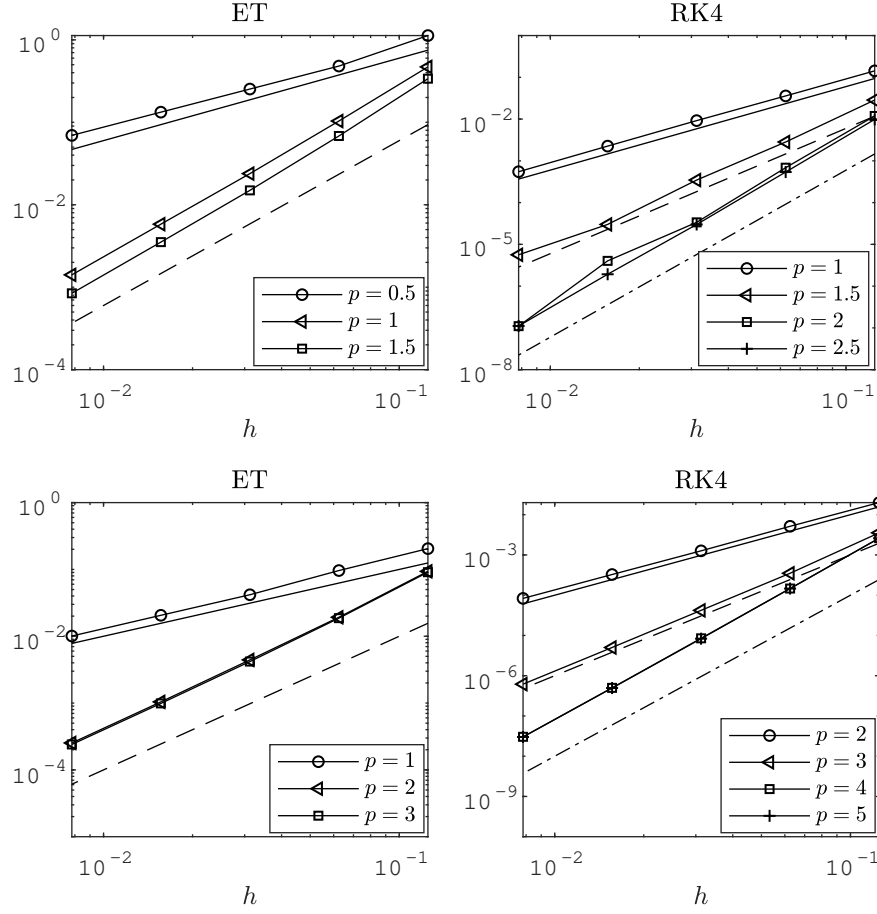 ET
10^0
10^-2
10^-4
p = 0.5
p = 1
p = 1.5
10^-2
10^-1
h
RK4
10^-2
10^-5
10^-8
p = 1
p = 1.5
p = 2
p = 2.5
10^-2
10^-1
h
ET
10^0
10^-2
10^-4
p = 1
p = 2
p = 3
10^-2
10^-1
h
RK4
10^-3
10^-6
10^-9
p = 2
p = 3
p = 4
p = 5
10^-2
10^-1
h